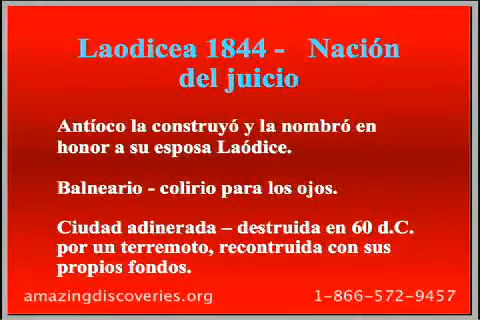 Laodicea 1844 - Nación
del juicio
Antíoco la construyó y la nombró en
honor a su esposa Laódice.
Balneario - colirio para los ojos.
Ciudad adinerada – destruida en 60 d.C.
por un terremoto, recontruida con sus
propios fondos.
amazingdiscoveries.org 1-866-572-9457